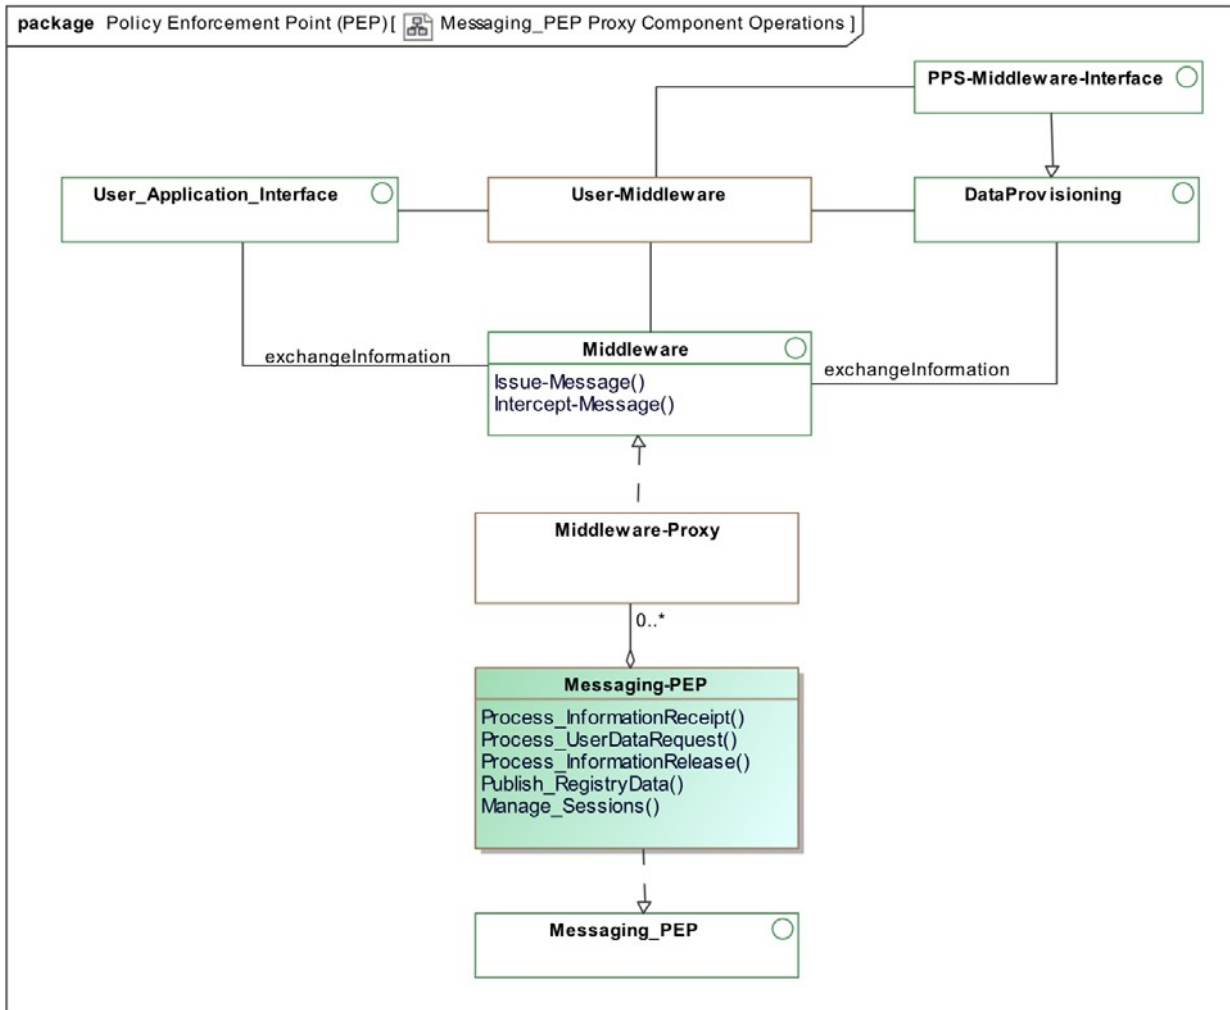 package Policy Enforcement Point (PEP) [ Messaging_PEP Proxy Component Operations ]
PPS-Middleware-Interface
User_Application_Interface
User-Middleware
DataProvisioning
Middleware
exchangeInformation
Issue-Message()
Intercept-Message()
exchangeInformation
Middleware-Proxy
0..*
Messaging-PEP
Process_InformationReceipt()
Process_UserDataRequest()
Process_InformationRelease()
Publish_RegistryData()
Manage_Sessions()
Messaging_PEP